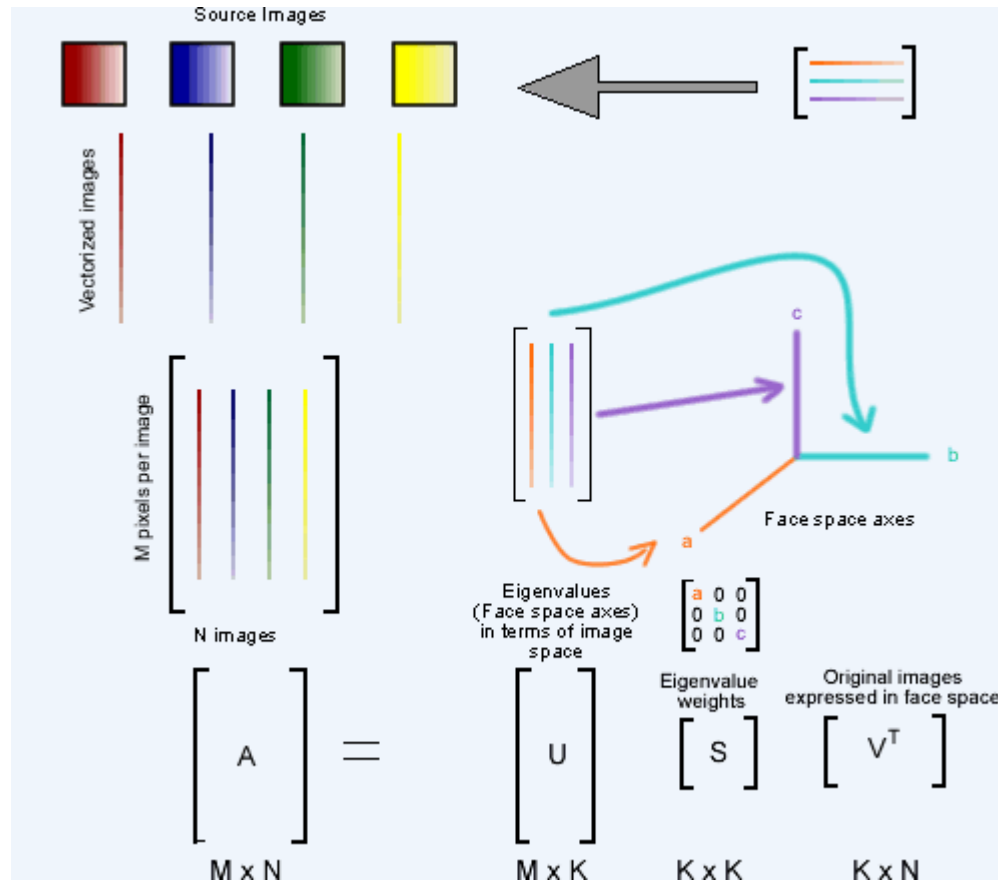 Source Images
Vectorized images
c
b
Face space axes
a
M pixels per image
N images
Eigenvalues
(Face space axes)
in terms of image
space
a 0 0
0 b 0
0 0 c
Eigenvalue
weights
Original images
expressed in face space
A = U S V^T
M x N M x K K x K K x N